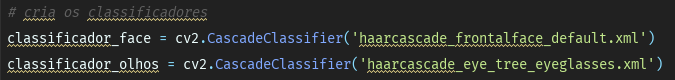 # cria os classificadores
classificador_face = cv2.CascadeClassifier('haarcascade_frontalface_default.xml')
classificador_olhos = cv2.CascadeClassifier('haarcascade_eye_tree_eyeglasses.xml')